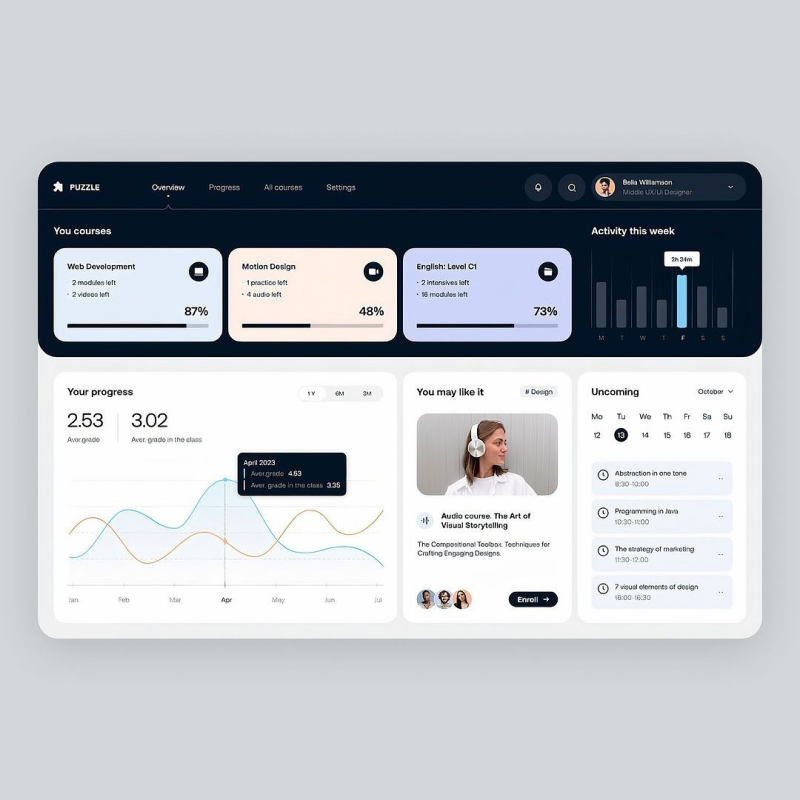 PUZZLE
Overview
Progress
All courses
Settings
Bella Williamson
Middle UX/UI Designer
You courses
Web Development
· 2 modules left
· 2 videos left
87%
Motion Design
· 1 practice left
· 4 audio left
48%
English: Level C1
· 2 intensives left
· 16 modules left
73%
Activity this week
2h 34m
M T W T F S S
Your progress
1Y 6M 3M
2.53
Aver.grade
3.02
Aver. grade in the class
April 2023
Aver.grade 4.63
Aver. grade in the class 3.35
Jan Feb Mar Apr May Jun Jul
You may like it
# Design
Audio course. The Art of
Visual Storytelling
The Compositional Toolbox. Techniques for
Crafting Engaging Designs.
Enroll →
Uncoming
October
Mo Tu We Th Fr Sa Su
12 13 14 15 16 17 18
Abstraction in one tone
8:30-10:00
Programming in Java
10:30-11:00
The strategy of marketing
11:30-12:00
7 visual elements of design
16:00-16:30